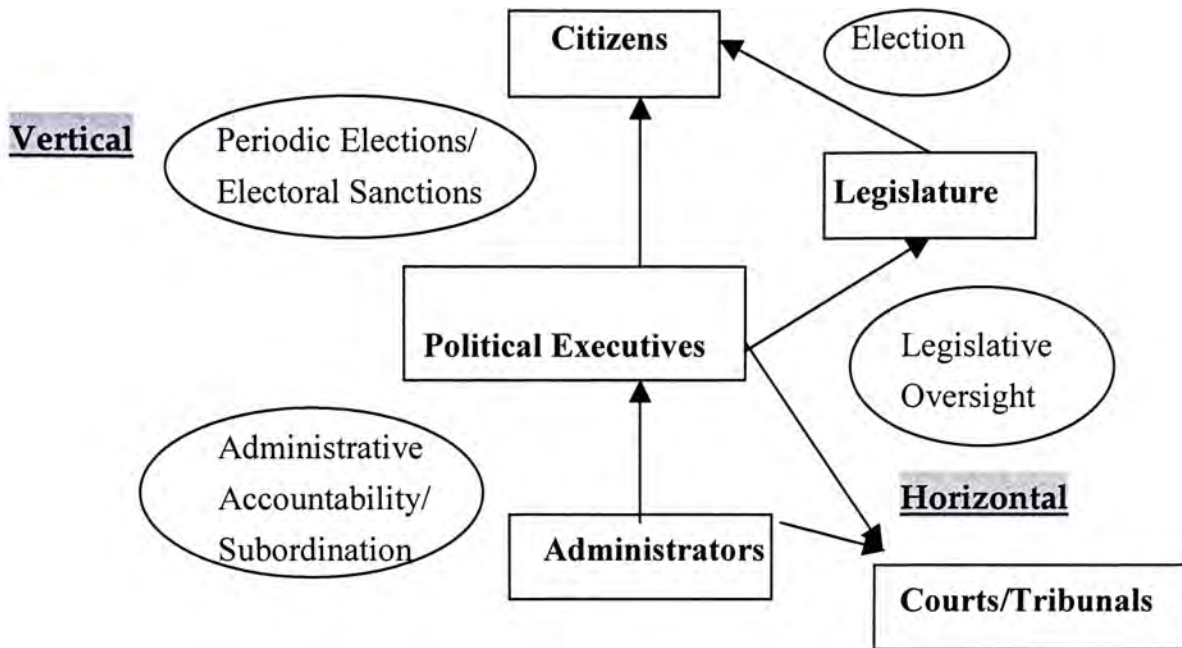 Citizens
Election
Vertical
Periodic Elections/
Electoral Sanctions
Legislature
Political Executives
Legislative
Oversight
Administrative
Accountability/
Subordination
Horizontal
Administrators
Courts/Tribunals